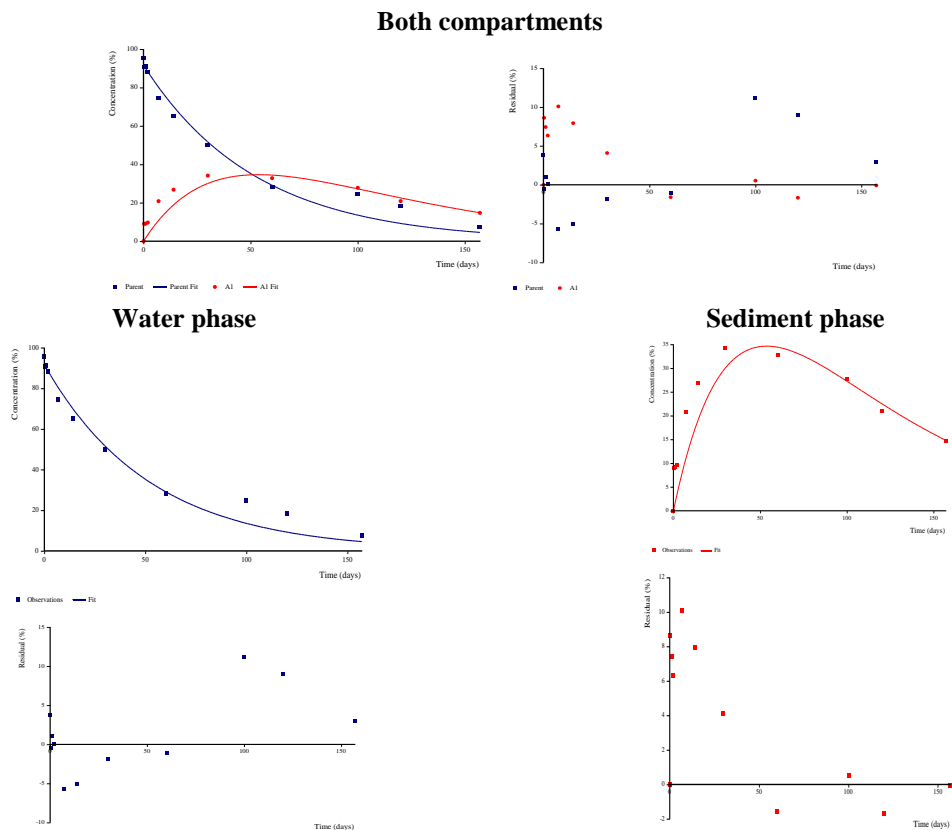 Both compartments
Concentration (%)
100
80
60
40
20
0
0
50
100
150
Time (days)
Parent
Parent Fit
A1
A1 Fit
Residual (%)
15
10
5
0
-5
-10
50
100
150
Time (days)
Parent
A1
Water phase
Concentration (%)
100
80
60
40
20
0
0
50
100
150
Time (days)
Observations
Fit
Residual (%)
15
10
5
0
-5
-10
50
100
150
Time (days)
Sediment phase
Concentration (%)
35
30
25
20
15
10
5
0
0
50
100
150
Time (days)
Observations
Fit
Residual (%)
12
10
8
6
4
2
0
-2
50
100
150
Time (days)